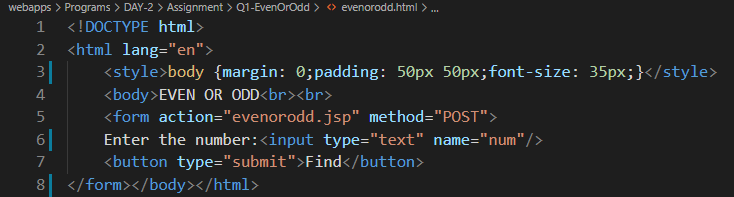 webapps > Programs > DAY-2 > Assignment > Q1-EvenOrOdd > <> evenorodd.html > ...
1 <!DOCTYPE html>
2 <html lang="en">
3     <style>body {margin: 0;padding: 50px 50px;font-size: 35px;}</style>
4     <body>EVEN OR ODD<br><br>
5     <form action="evenorodd.jsp" method="POST">
6     Enter the number:<input type="text" name="num"/>
7     <button type="submit">Find</button>
8 </form></body></html>